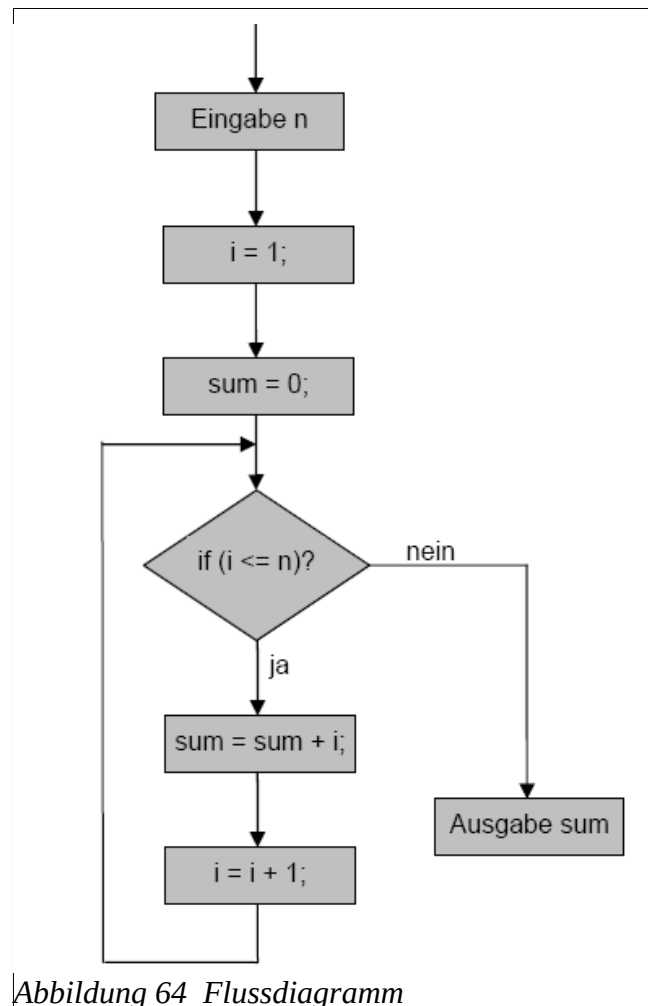 Eingabe n
i = 1;
sum = 0;
if (i <= n)?
nein
ja
sum = sum + i;
Ausgabe sum
i = i + 1;
Abbildung 64 Flussdiagramm